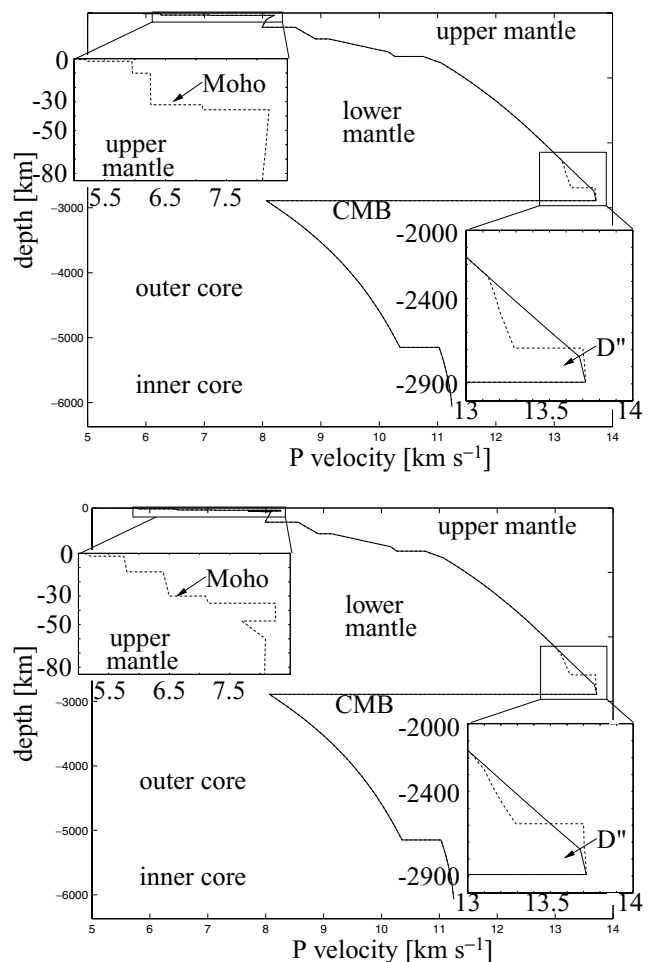 upper mantle
0
-30
-50
-80
Moho
upper
mantle
5.5 6.5 7.5
lower
mantle
depth [km]
-3000
-4000
-5000
-6000
CMB
outer core
inner core
-2000
-2400
-2900
D"
13 13.5 14
5 6 7 8 9 10 11 12 13 14
P velocity [km s⁻¹]
0
upper mantle
0
-30
-50
-80
Moho
upper
mantle
5.5 6.5 7.5
lower
mantle
depth [km]
-3000
-4000
-5000
-6000
CMB
outer core
inner core
-2000
-2400
-2900
D"
13 13.5 14
5 6 7 8 9 10 11 12 13 14
P velocity [km s⁻¹]